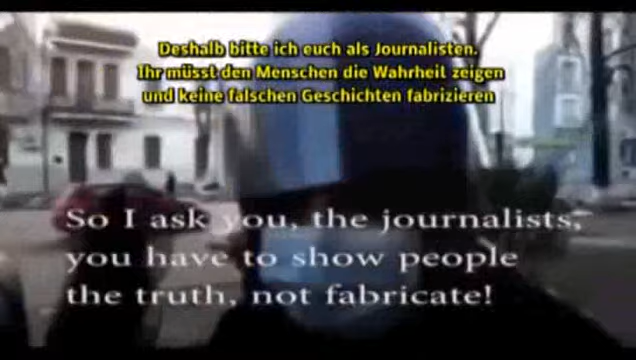 Deshalb bitte ich euch als Journalisten.
Ihr müsst den Menschen die Wahrheit zeigen
und keine falschen Geschichten fabrizieren
So I ask you, the journalists,
you have to show people
the truth, not fabricate!